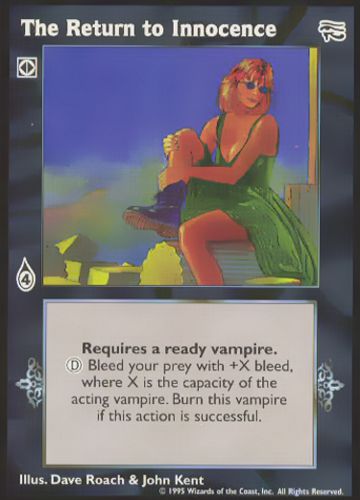 The Return to Innocence
4
Requires a ready vampire.
Ⓓ Bleed your prey with +X bleed,
where X is the capacity of the
acting vampire. Burn this vampire
if this action is successful.
Illus. Dave Roach & John Kent
© 1995 Wizards of the Coast, Inc. All Rights Reserved.